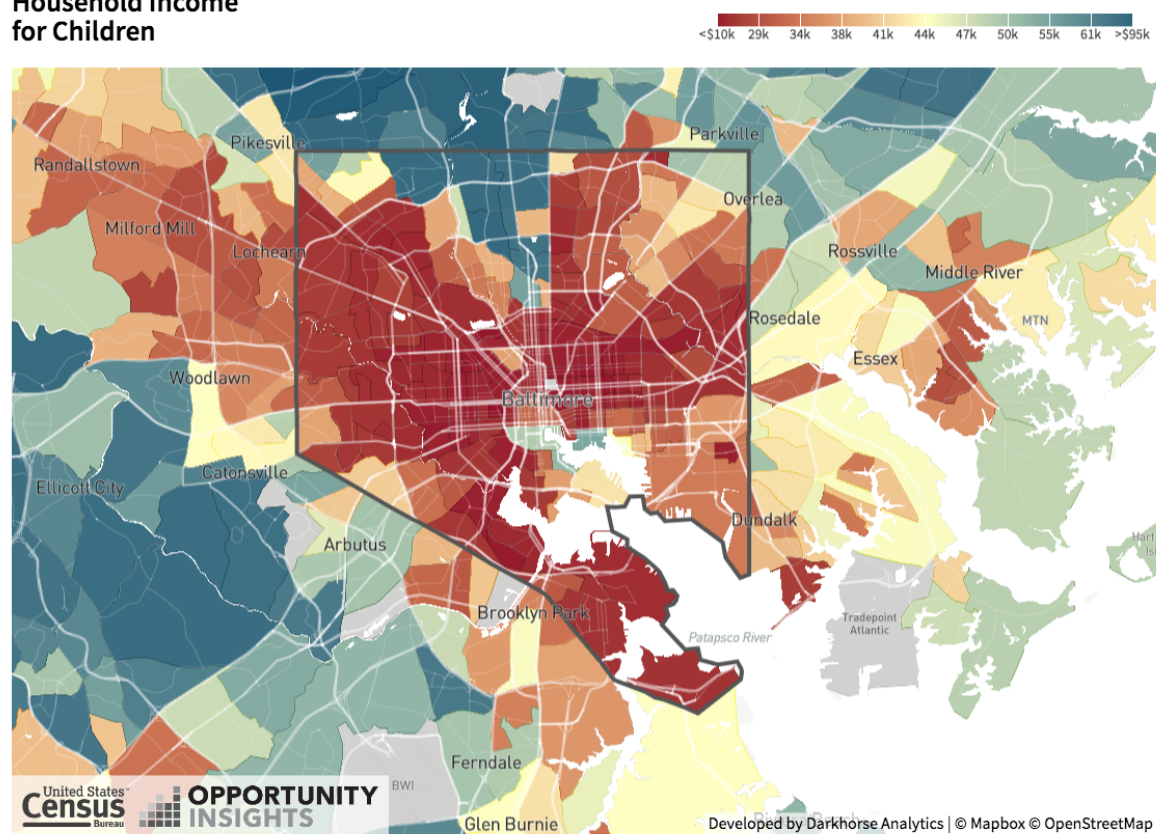 Household Income
for Children
<$10k 29k 34k 38k 41k 44k 47k 50k 55k 61k >$95k
Parkville
Pikesville
Randallstown
Overlea
Milford Mill
Lochearn
Rossville
Middle River
Rosedale
MTN
Essex
Woodlawn
Baltimore
Catonsville
Ellicott City
Dundalk
Arbutus
Brooklyn Park
Tradepoint
Atlantic
Patapsco River
Ferndale
BWI
Glen Burnie
United States®
Census
Bureau
OPPORTUNITY
INSIGHTS
Developed by Darkhorse Analytics | © Mapbox © OpenStreetMap